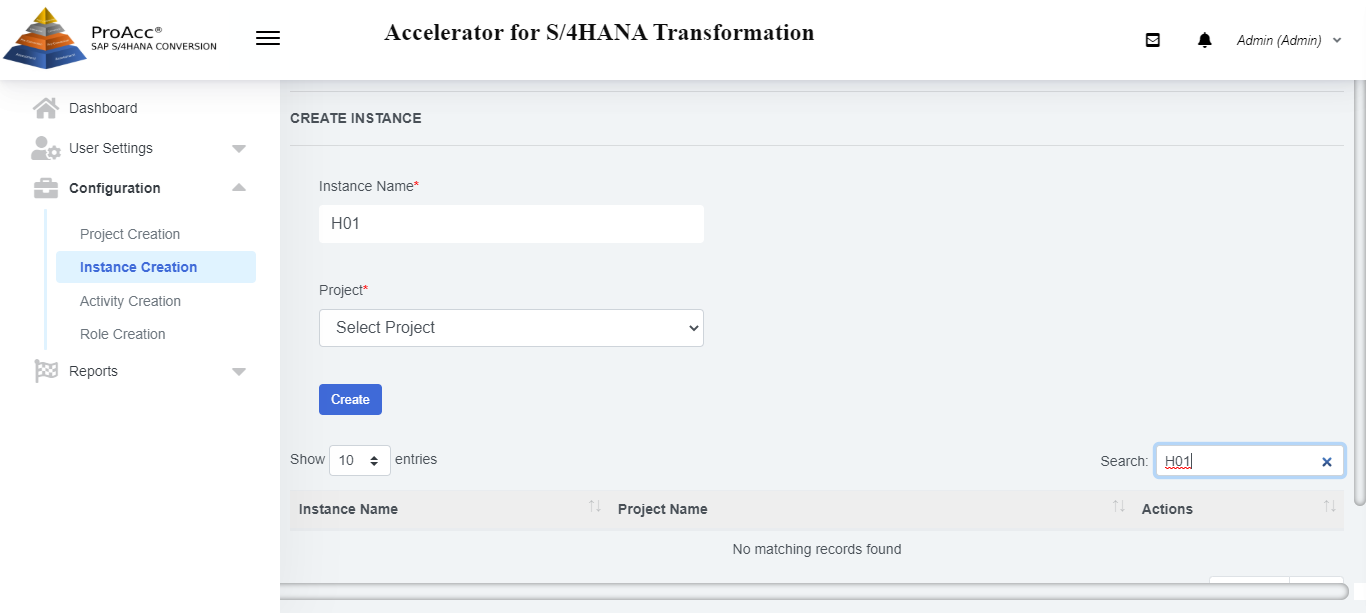 ProAcc®
SAP S/4HANA CONVERSION
Accelerator for S/4HANA Transformation
Admin (Admin)
Dashboard
User Settings
Configuration
Project Creation
Instance Creation
Activity Creation
Role Creation
Reports
CREATE INSTANCE
Instance Name*
H01
Project*
Select Project
Create
Show 10 entries
Search: H01
Instance Name Project Name Actions
No matching records found